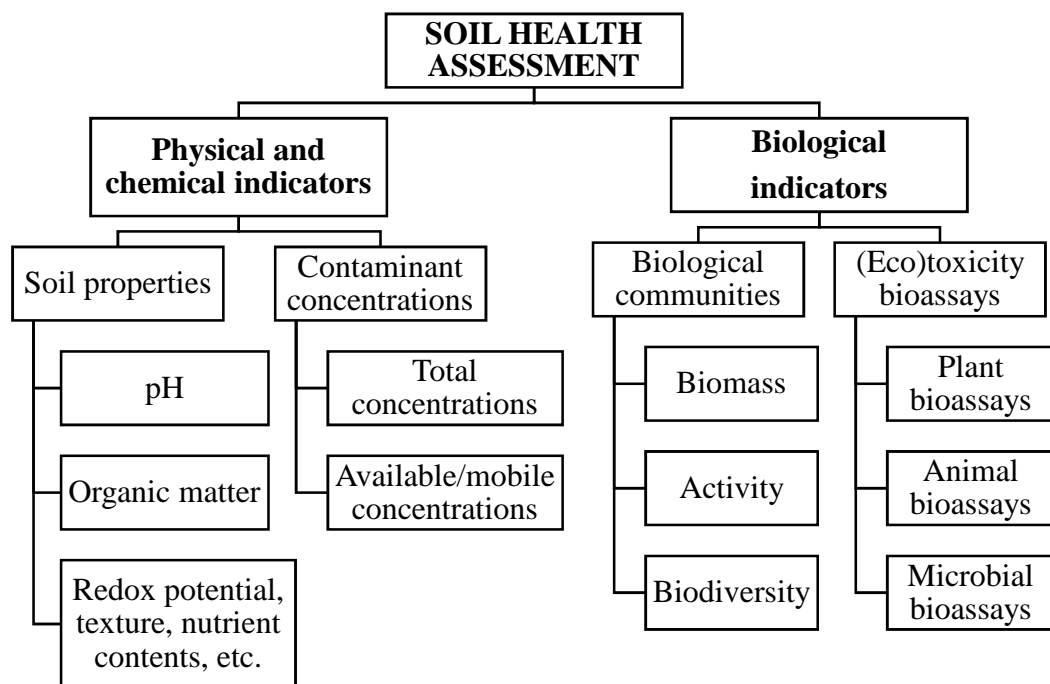 SOIL HEALTH
ASSESSMENT
Physical and
chemical indicators
Biological
indicators
Soil properties
Contaminant
concentrations
Biological
communities
(Eco)toxicity
bioassays
pH
Total
concentrations
Biomass
Plant
bioassays
Organic matter
Available/mobile
concentrations
Activity
Animal
bioassays
Redox potential,
texture, nutrient
contents, etc.
Biodiversity
Microbial
bioassays